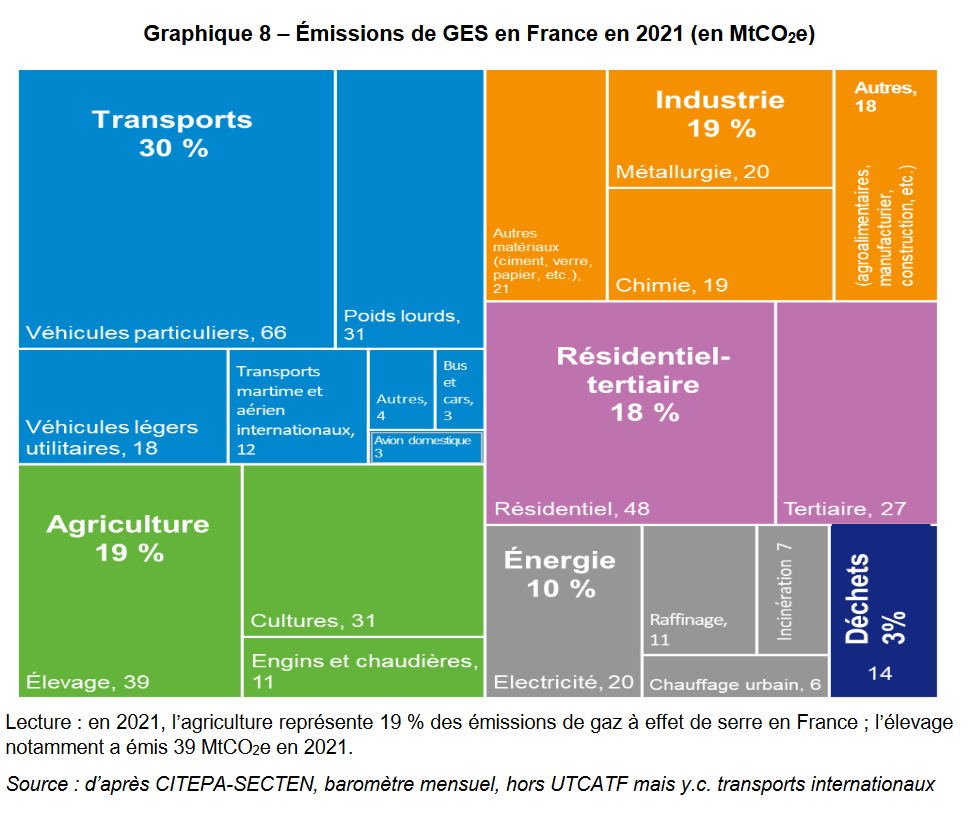 Graphique 8 – Émissions de GES en France en 2021 (en MtCO₂e)
Transports
30 %
Véhicules particuliers, 66
Poids lourds,
31
Véhicules légers
utilitaires, 18
Transports
martime et
aérien
internationaux,
12
Autres,
4
Bus
et
cars,
3
Avion domestique
3
Industrie
19 %
Métallurgie, 20
Autres
matériaux
(ciment, verre,
papier, etc.),
21
Chimie, 19
Autres,
18
(agroalimentaires,
manufacturier,
construction, etc.)
Résidentiel-
tertiaire
18 %
Résidentiel, 48
Tertiaire, 27
Agriculture
19 %
Élevage, 39
Cultures, 31
Engins et chaudières,
11
Énergie
10 %
Electricité, 20
Raffinage,
11
Incinération 7
Chauffage urbain, 6
Déchets
3%
14
Lecture : en 2021, l’agriculture représente 19 % des émissions de gaz à effet de serre en France ; l’élevage
notamment a émis 39 MtCO2e en 2021.
Source : d’après CITEPA-SECTEN, baromètre mensuel, hors UTCATF mais y.c. transports internationaux